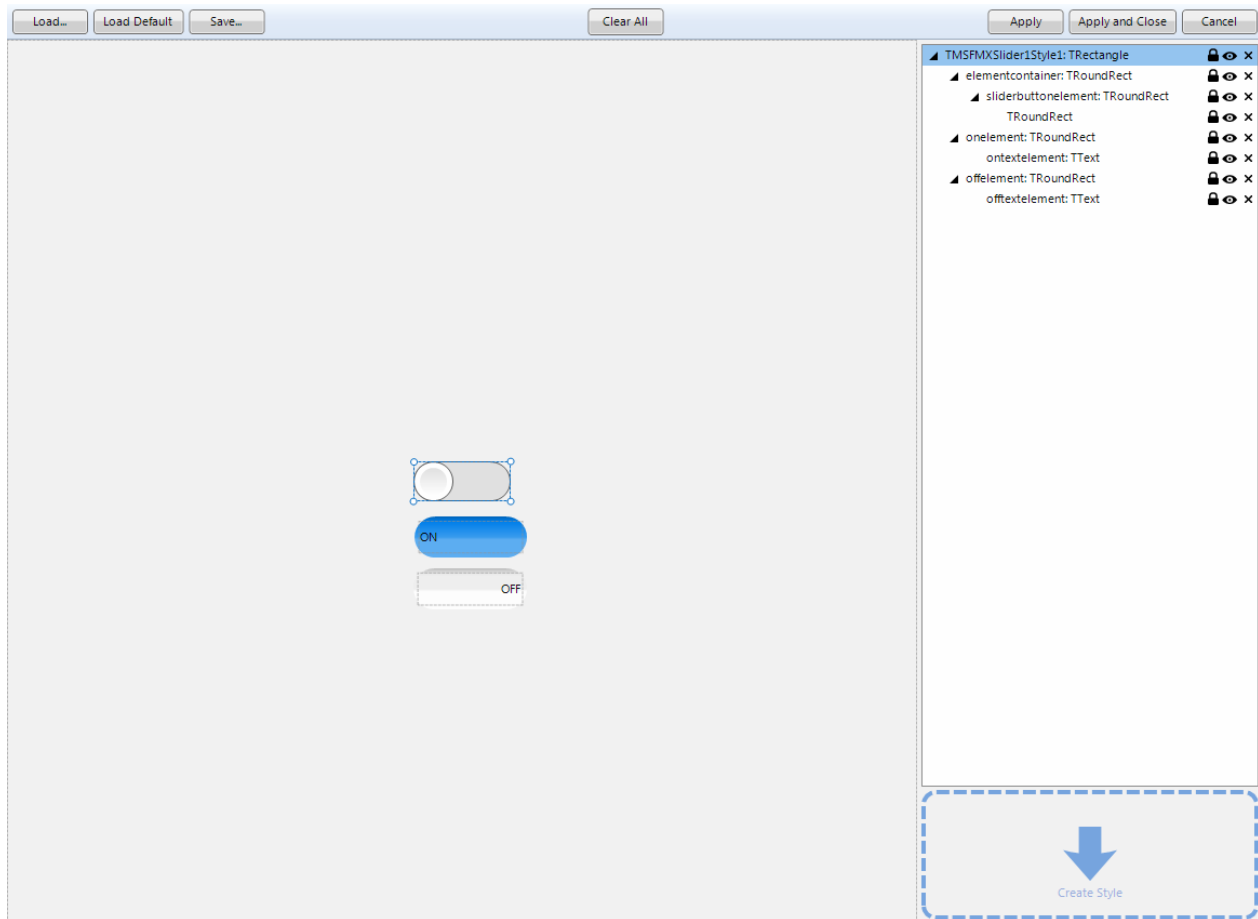 Load... Load Default Save... Clear All Apply Apply and Close Cancel
TMSFMXSlider1Style1: TRectangle
elementcontainer: TRoundRect
sliderbuttonelement: TRoundRect
TRoundRect
onelement: TRoundRect
ontextelement: TText
offelement: TRoundRect
offtextelement: TText
ON
OFF
Create Style